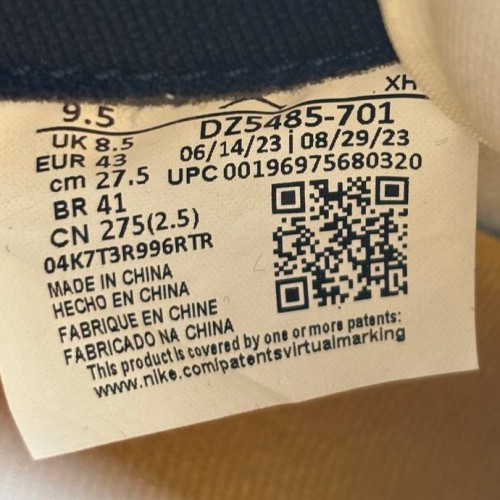 Xh
9.5
DZ5485-701
UK 8.5
06/14/23 | 08/29/23
EUR 43
UPC 00196975680320
cm 27.5
BR 41
CN 275(2.5)
04K7T3R996RTR
MADE IN CHINA
HECHO EN CHINA
FABRIQUE EN CHINE
FABRICADO NA CHINA
This product is covered by one or more patents:
www.nike.com/patentsvirtualmarking